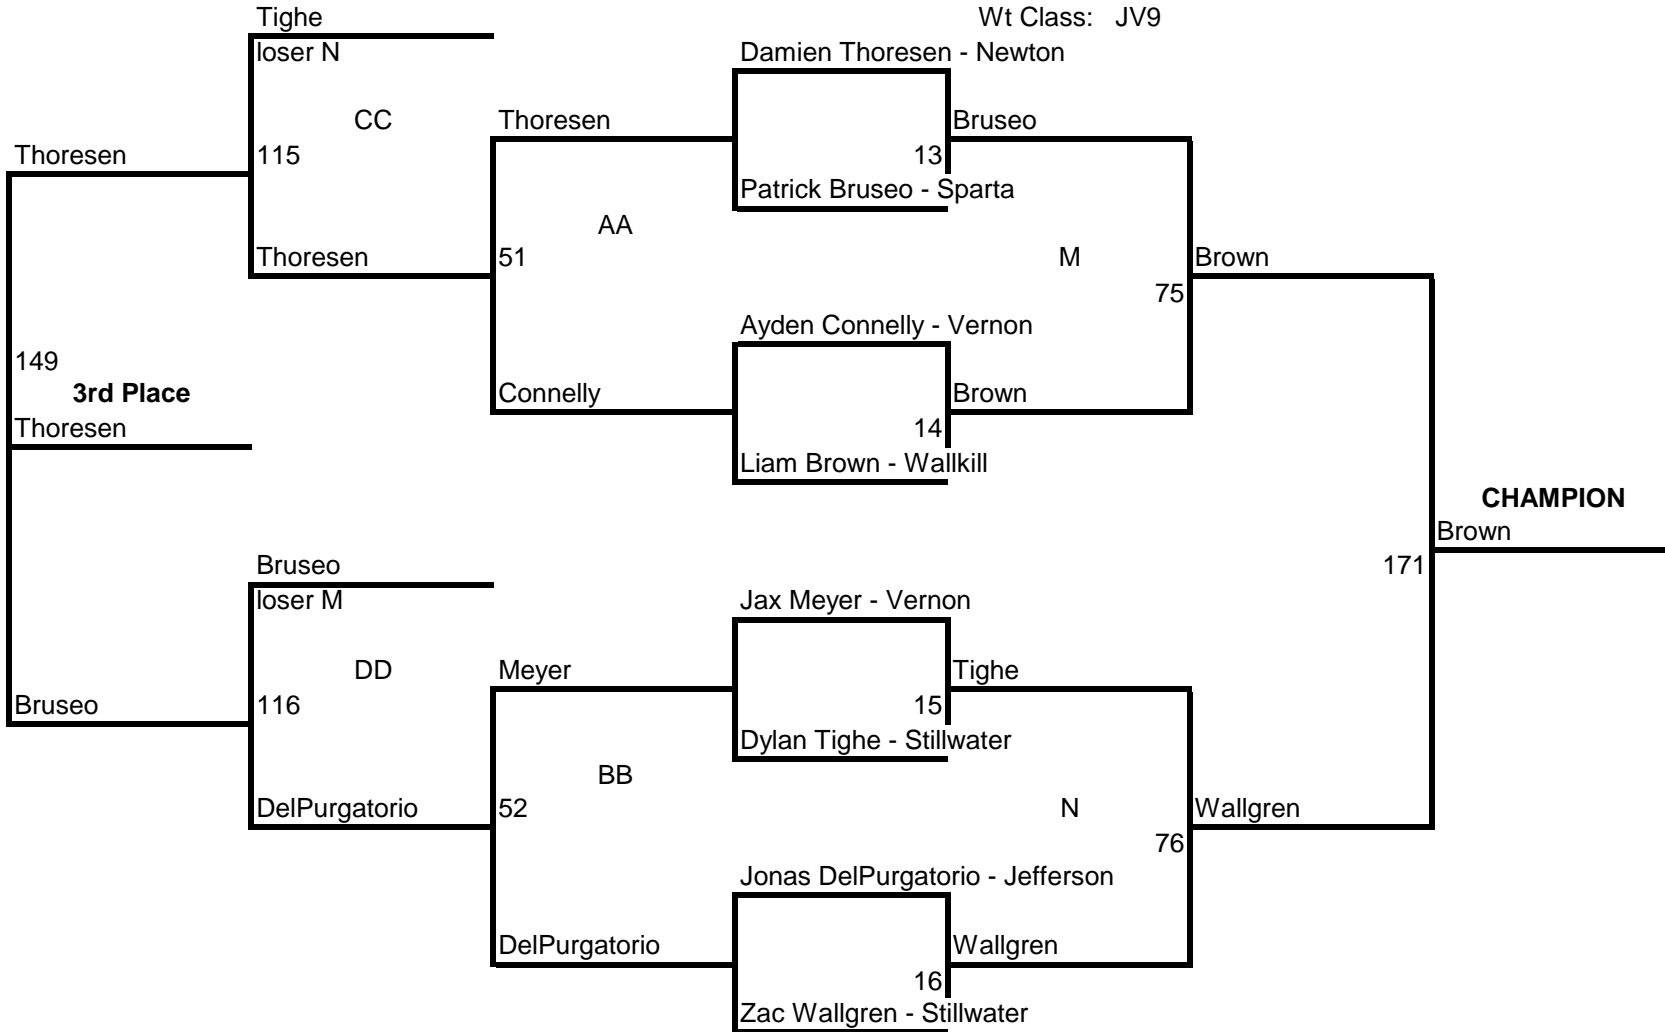 Tighe
Wt Class: JV9
loser N
Damien Thoresen - Newton
CC
Thoresen
Bruseo
Thoresen
115
13
Patrick Bruseo - Sparta
AA
Thoresen
51
M
Brown
75
Ayden Connelly - Vernon
149
3rd Place
Connelly
Brown
Thoresen
14
Liam Brown - Wallkill
CHAMPION
Brown
Bruseo
171
loser M
Jax Meyer - Vernon
DD
Meyer
Tighe
Bruseo
116
15
Dylan Tighe - Stillwater
BB
DelPurgatorio
52
N
Wallgren
76
Jonas DelPurgatorio - Jefferson
DelPurgatorio
Wallgren
16
Zac Wallgren - Stillwater